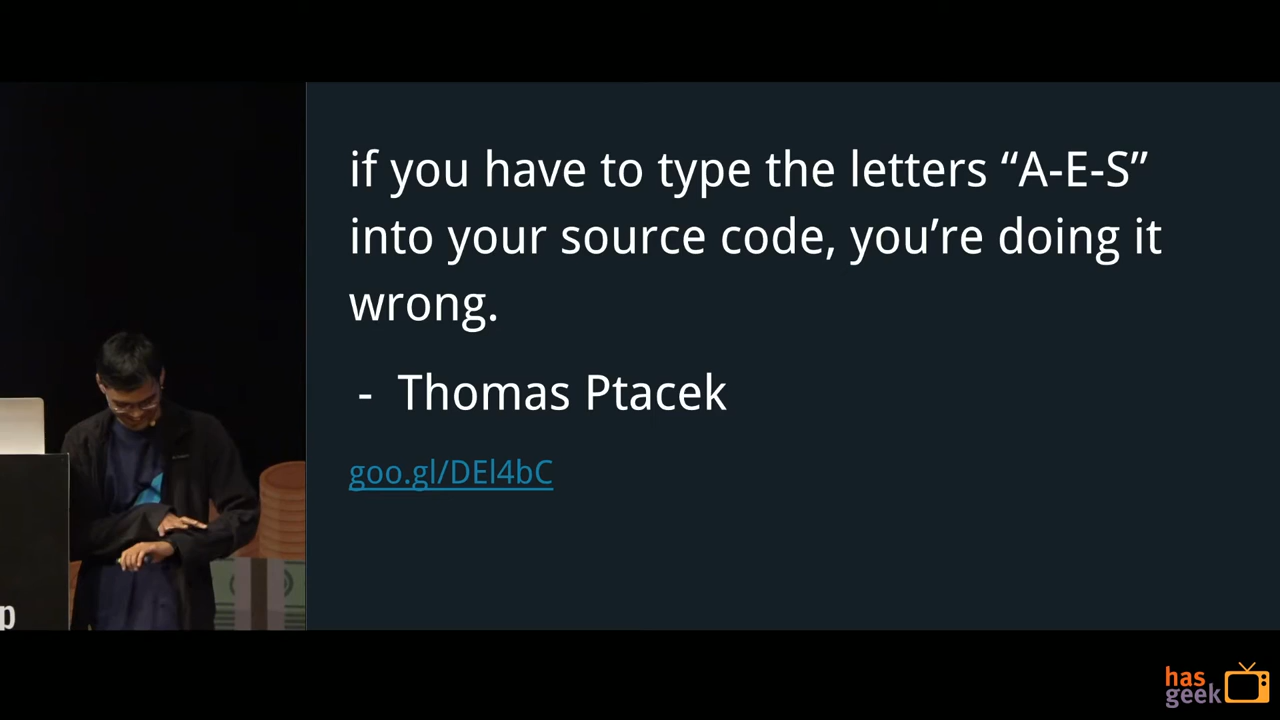 if you have to type the letters “A-E-S”
into your source code, you’re doing it
wrong.
- Thomas Ptacek
goo.gl/DEl4bC
p
has
geek